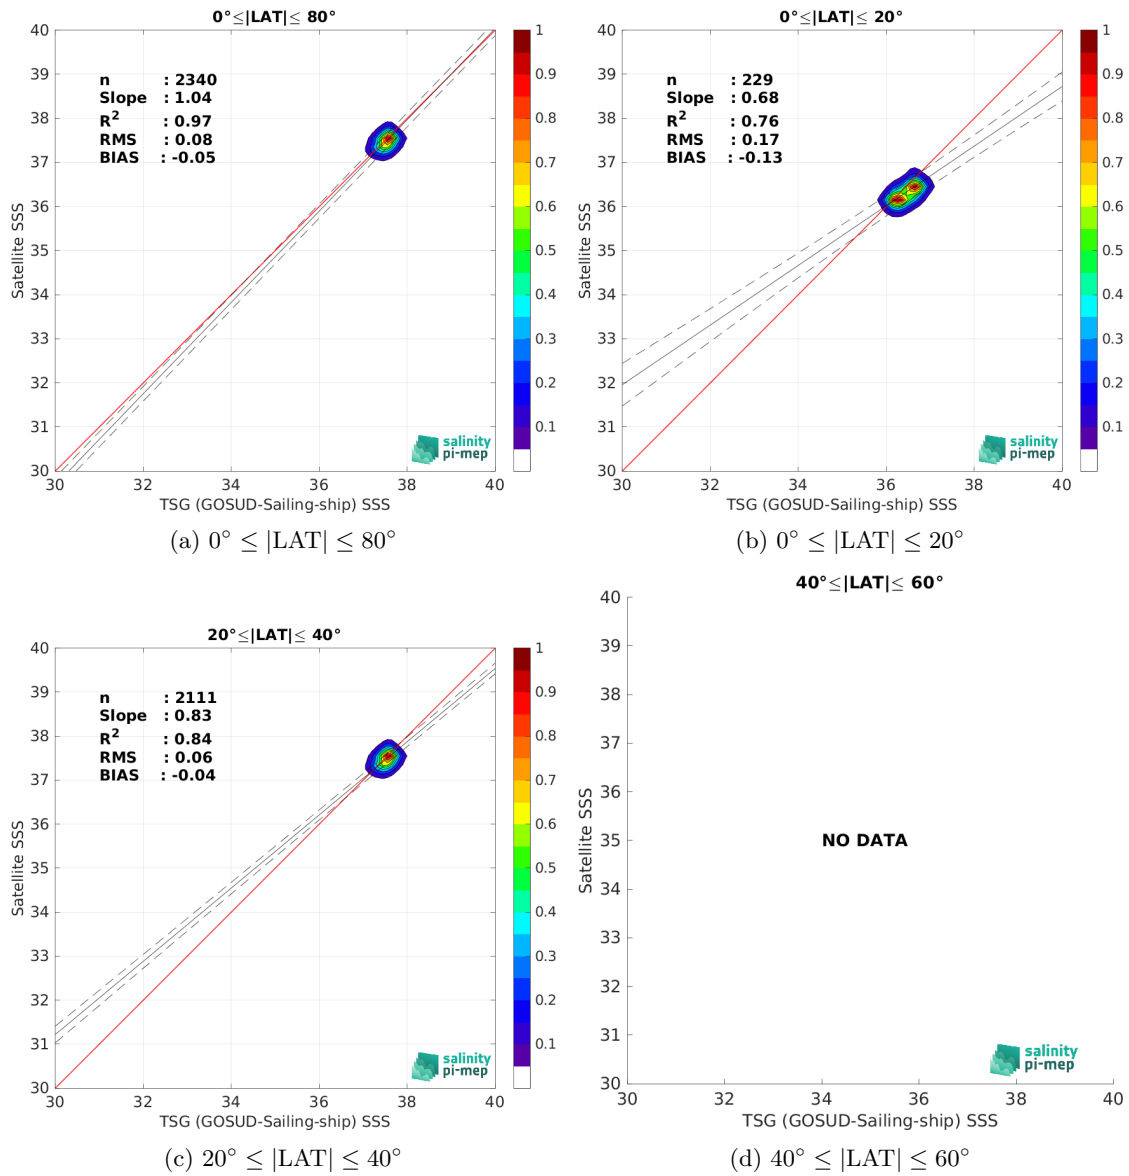 0°≤|LAT|≤ 80°
40
39
38
37
36
35
34
33
32
31
30
Satellite SSS
n : 2340
Slope : 1.04
R² : 0.97
RMS : 0.08
BIAS : -0.05
1
0.9
0.8
0.7
0.6
0.5
0.4
0.3
0.2
0.1
salinity
pi-mep
30 32 34 36 38 40
TSG (GOSUD-Sailing-ship) SSS
(a) 0° ≤ |LAT| ≤ 80°
0°≤|LAT|≤ 20°
40
39
38
37
36
35
34
33
32
31
30
Satellite SSS
n : 229
Slope : 0.68
R² : 0.76
RMS : 0.17
BIAS : -0.13
1
0.9
0.8
0.7
0.6
0.5
0.4
0.3
0.2
0.1
salinity
pi-mep
30 32 34 36 38 40
TSG (GOSUD-Sailing-ship) SSS
(b) 0° ≤ |LAT| ≤ 20°
20°≤|LAT|≤ 40°
40
39
38
37
36
35
34
33
32
31
30
Satellite SSS
n : 2111
Slope : 0.83
R² : 0.84
RMS : 0.06
BIAS : -0.04
1
0.9
0.8
0.7
0.6
0.5
0.4
0.3
0.2
0.1
salinity
pi-mep
30 32 34 36 38 40
TSG (GOSUD-Sailing-ship) SSS
(c) 20° ≤ |LAT| ≤ 40°
40°≤|LAT|≤ 60°
40
39
38
37
36
35
34
33
32
31
30
Satellite SSS
NO DATA
salinity
pi-mep
30 32 34 36 38 40
TSG (GOSUD-Sailing-ship) SSS
(d) 40° ≤ |LAT| ≤ 60°